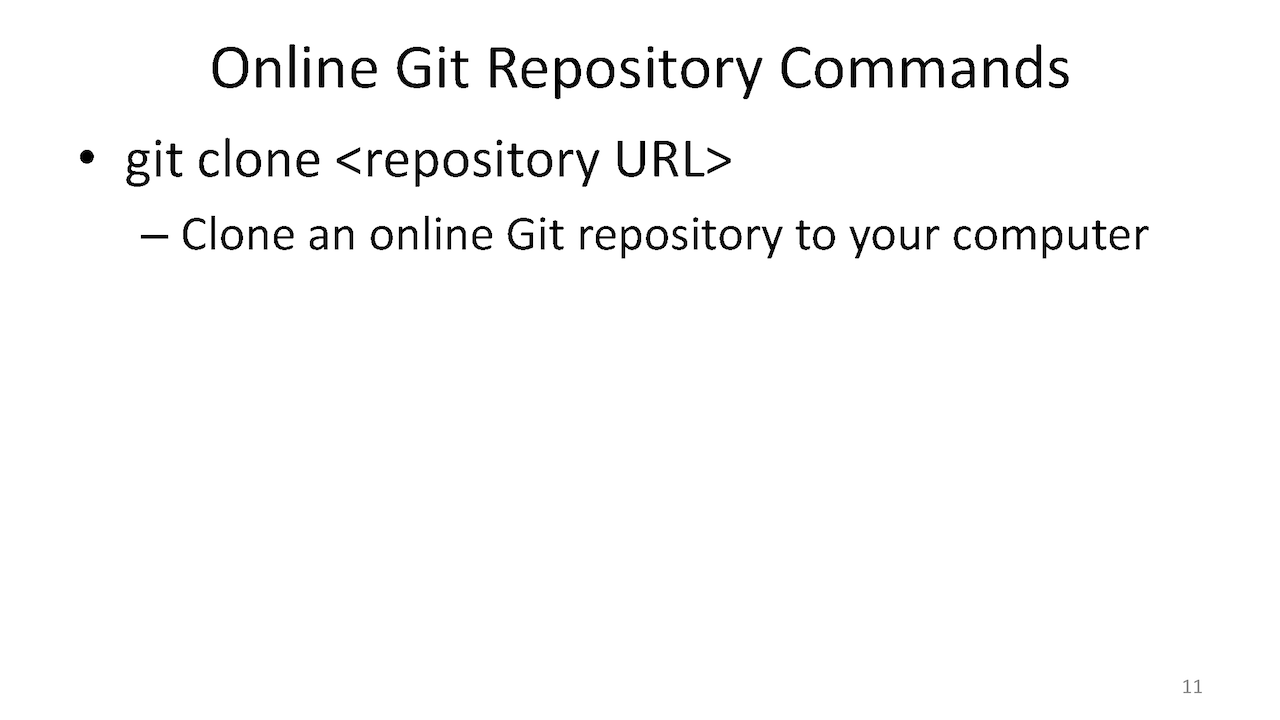 Online Git Repository Commands
• git clone <repository URL>
– Clone an online Git repository to your computer
11